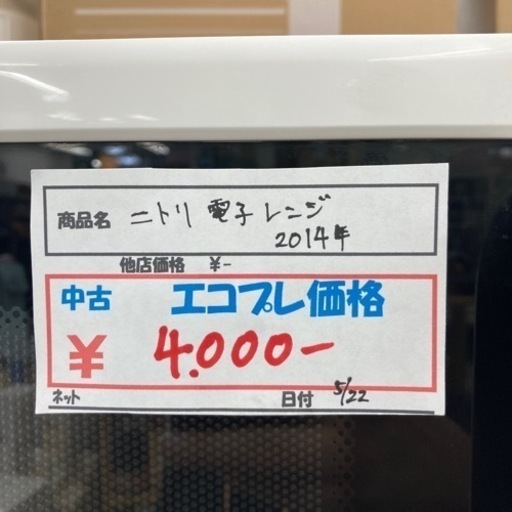 商品名 ニトリ 電子レンジ
2014年
他店価格 ¥-
中古 エコプレ価格
¥ 4.000-
ネット 日付 5/22